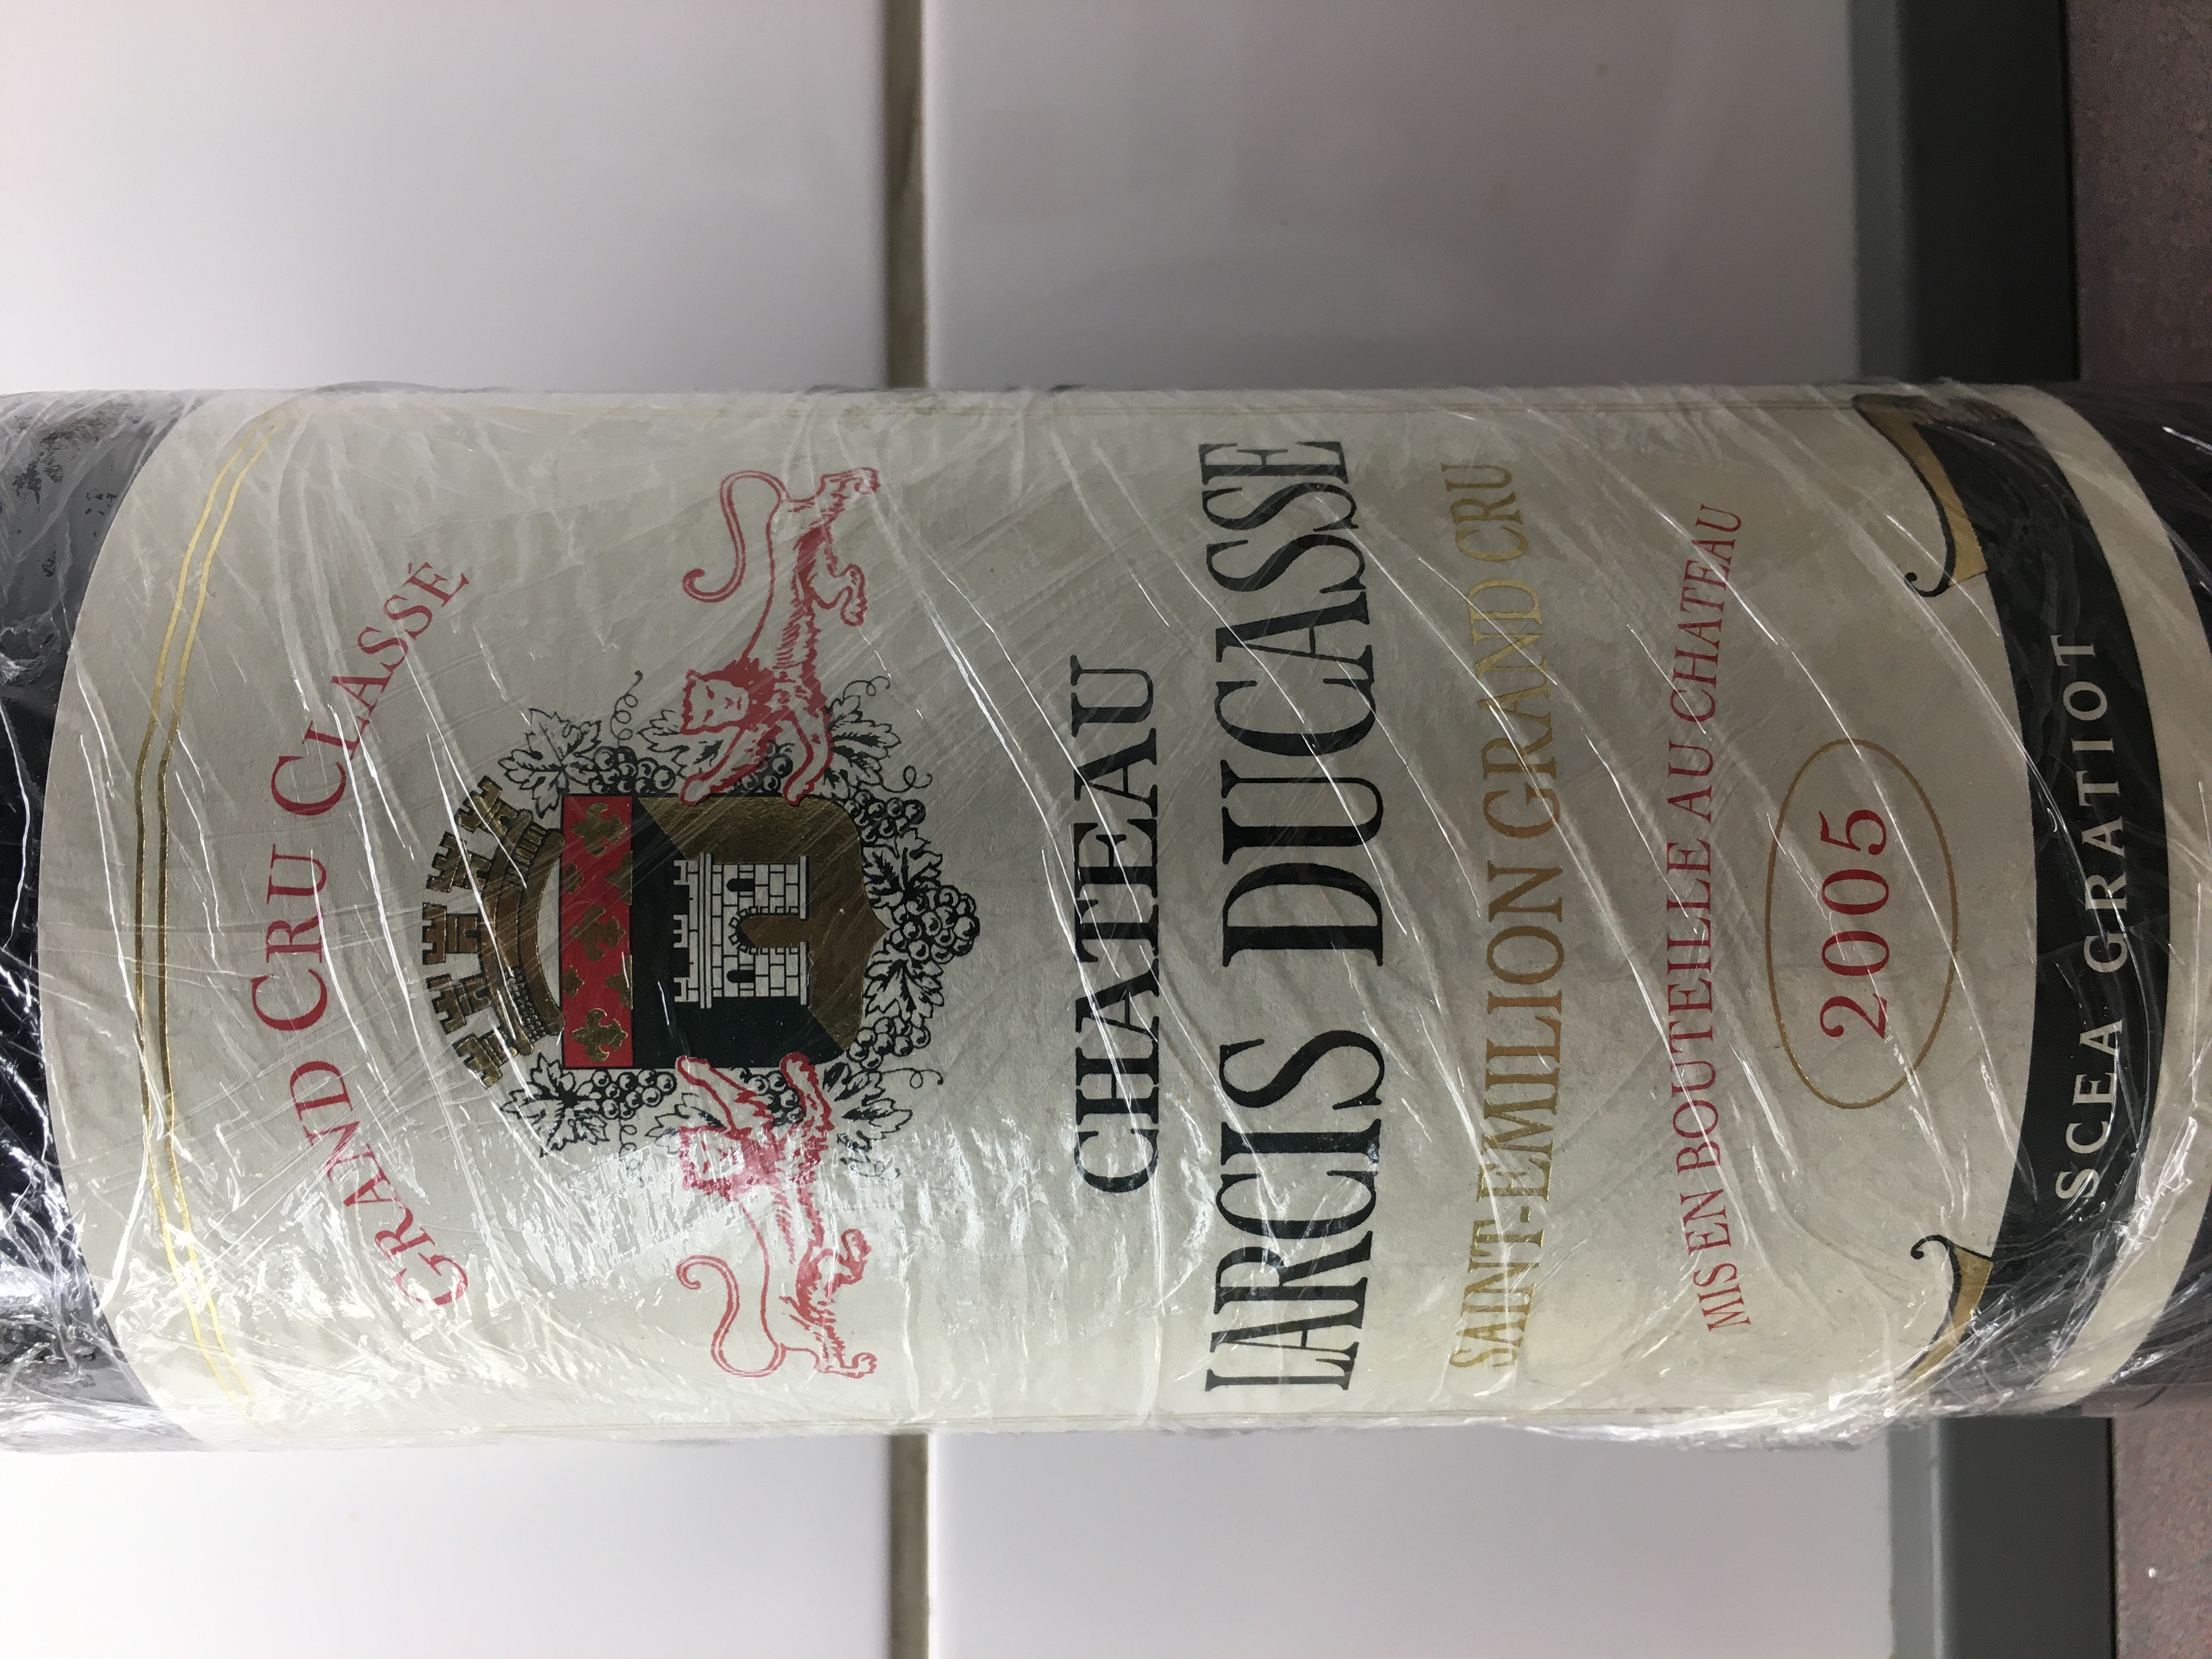 GRAND CRU CLASSÉ
CHATEAU
LARCIS DUCASSE
SAINT-EMILION GRAND CRU
MIS EN BOUTEILLE AU CHATEAU
2005
SCEA GRATIOT